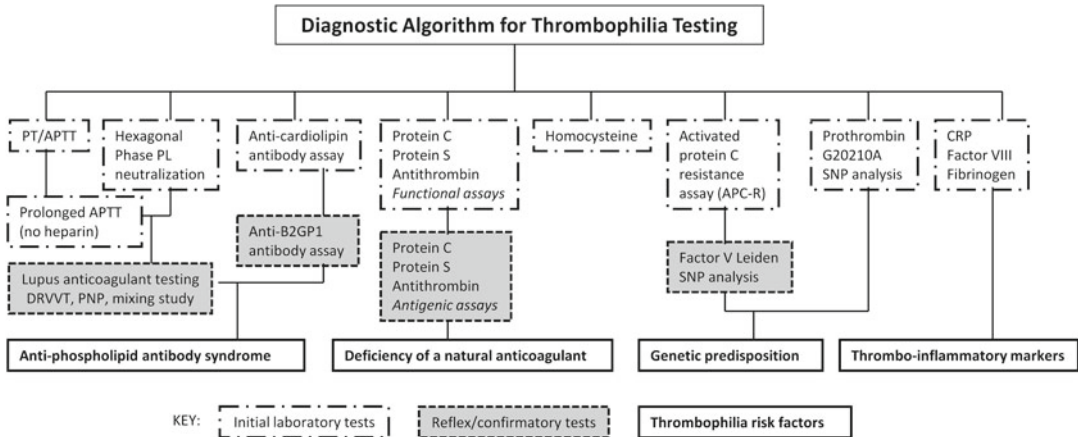 Diagnostic Algorithm for Thrombophilia Testing
PT/APTT
Hexagonal
Phase PL
neutralization
Anti-cardiolipin
antibody assay
Protein C
Protein S
Antithrombin
Functional assays
Homocysteine
Activated
protein C
resistance
assay (APC-R)
Prothrombin
G20210A
SNP analysis
CRP
Factor VIII
Fibrinogen
Prolonged APTT
(no heparin)
Anti-B2GP1
antibody assay
Lupus anticoagulant testing
DRVVT, PNP, mixing study
Protein C
Protein S
Antithrombin
Antigenic assays
Factor V Leiden
SNP analysis
Anti-phospholipid antibody syndrome
Deficiency of a natural anticoagulant
Genetic predisposition
Thrombo-inflammatory markers
KEY:
Initial laboratory tests
Reflex/confirmatory tests
Thrombophilia risk factors